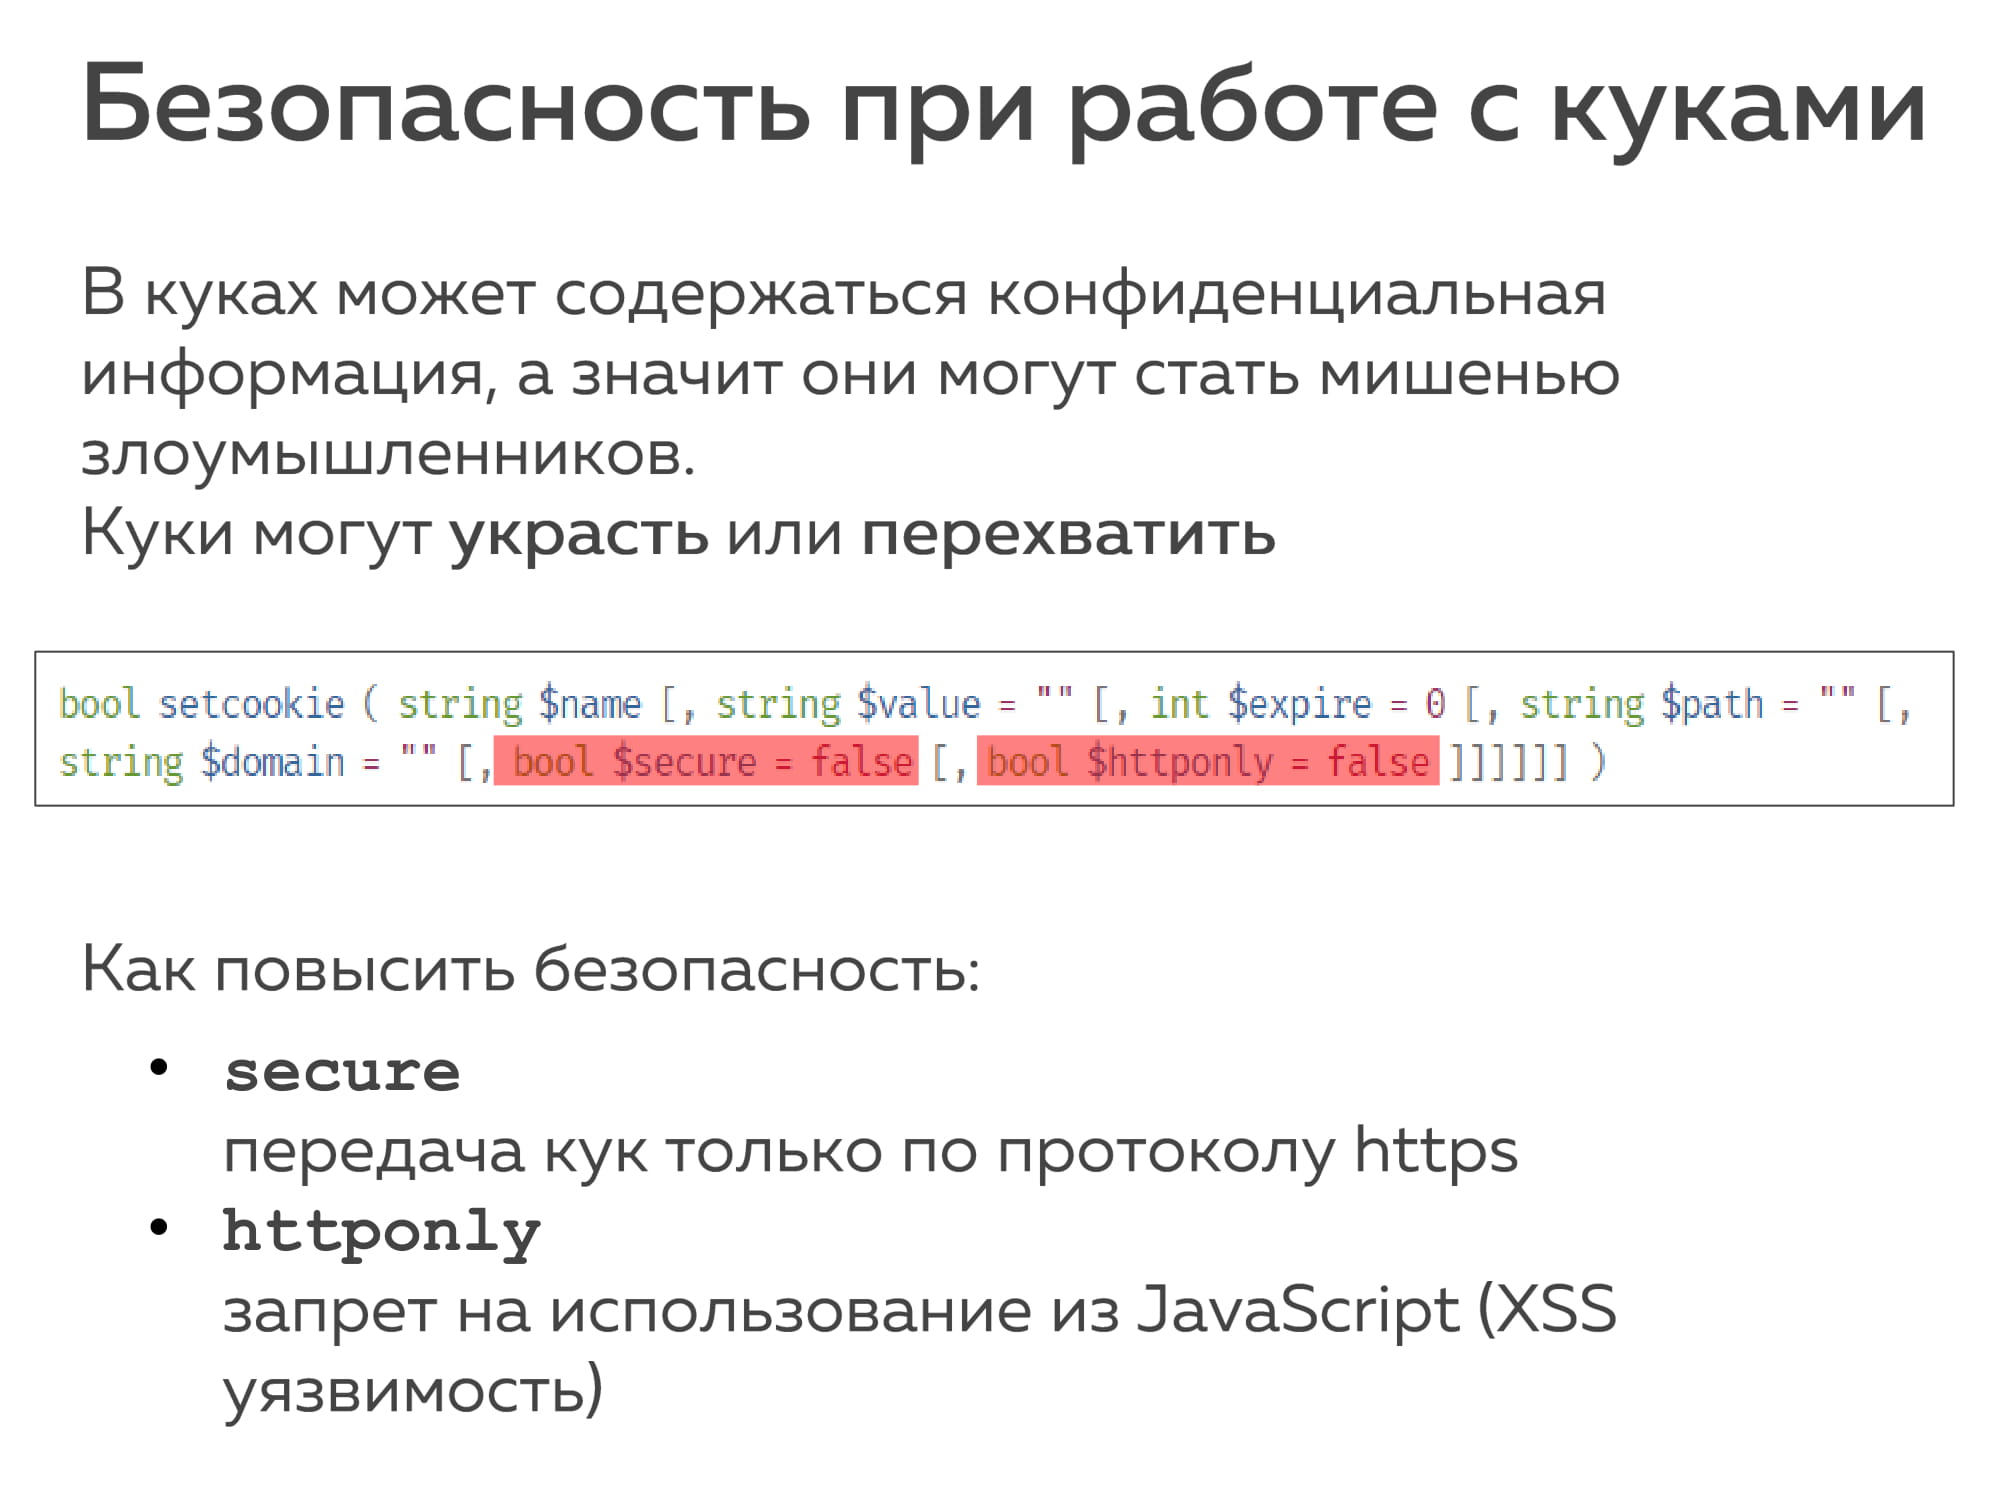 Безопасность при работе с куками
В куках может содержаться конфиденциальная
информация, а значит они могут стать мишенью
злоумышленников.
Куки могут украсть или перехватить
bool setcookie ( string $name [, string $value = "" [, int $expire = 0 [, string $path = "" [,
string $domain = "" [, bool $secure = false [, bool $httponly = false ]]]]]] )
Как повысить безопасность:
• secure
передача кук только по протоколу https
• httponly
запрет на использование из JavaScript (XSS
уязвимость)